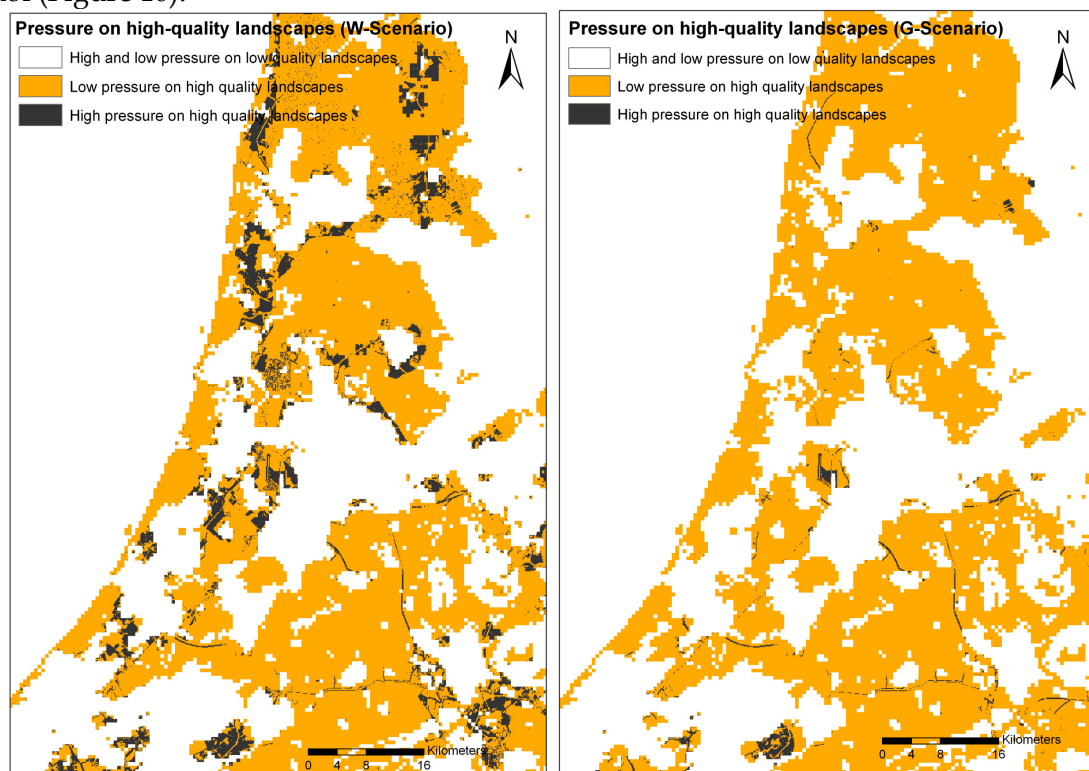 (Figure 10).
Pressure on high-quality landscapes (W-Scenario)
N
High and low pressure on low quality landscapes
Low pressure on high quality landscapes
High pressure on high quality landscapes
Kilometers
0 4 8 16
Pressure on high-quality landscapes (G-Scenario)
N
High and low pressure on low quality landscapes
Low pressure on high quality landscapes
High pressure on high quality landscapes
Kilometers
0 4 8 16